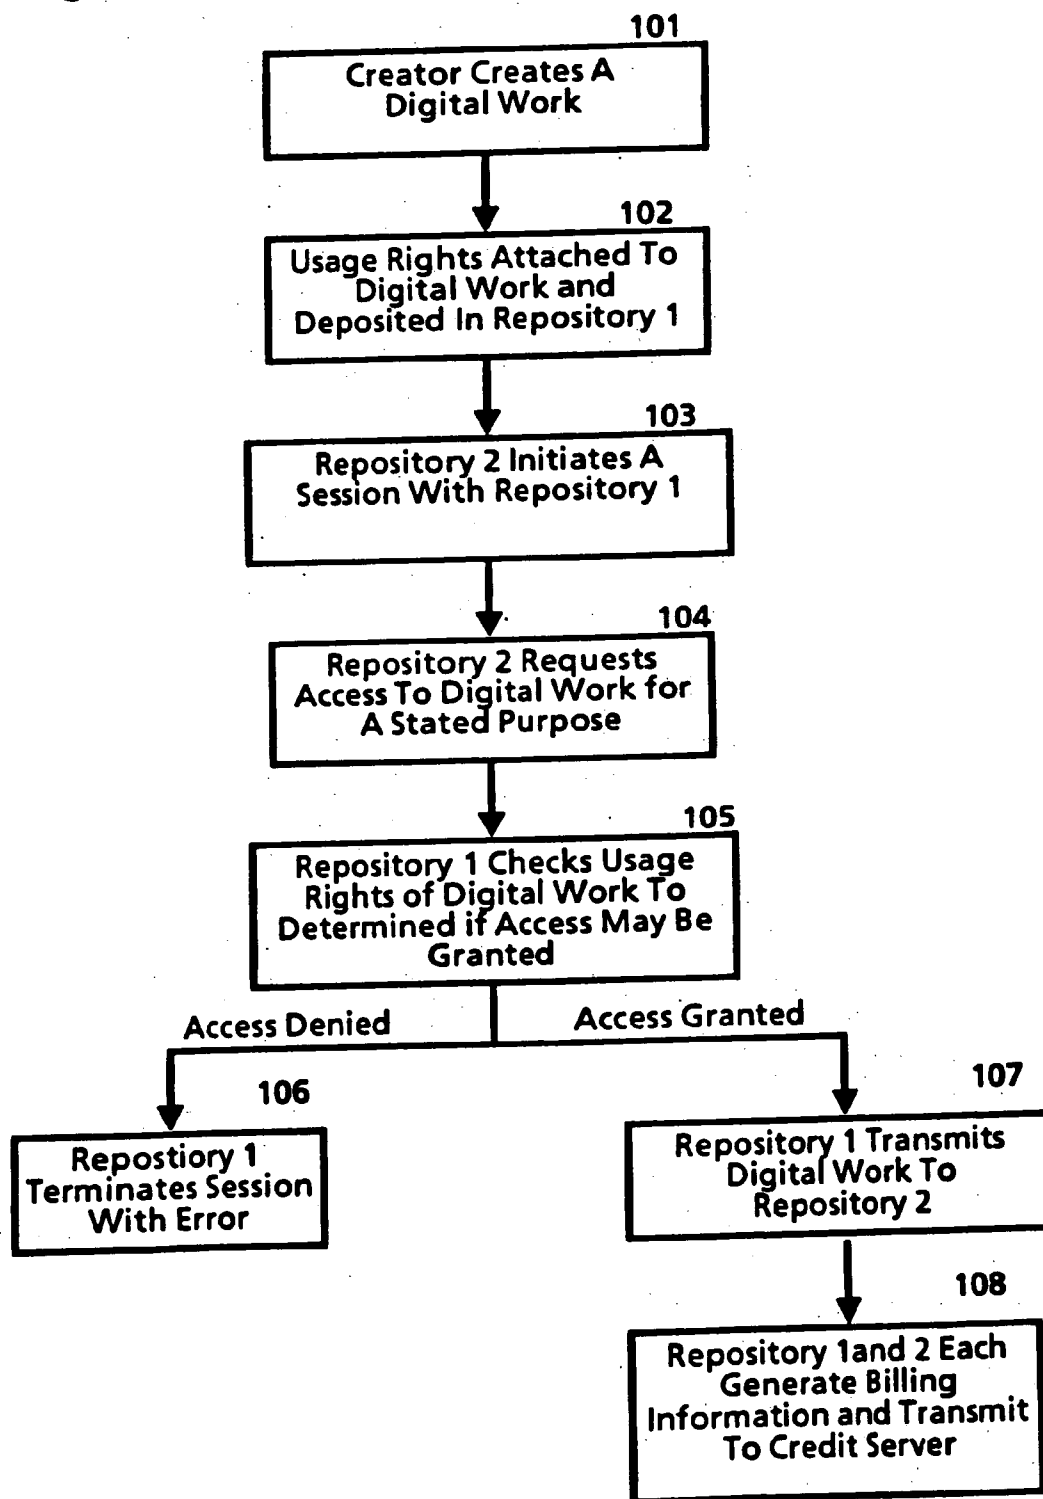 101
Creator Creates A
Digital Work
102
Usage Rights Attached To
Digital Work and
Deposited In Repository 1
103
Repository 2 Initiates A
Session With Repository 1
104
Repository 2 Requests
Access To Digital Work for
A Stated Purpose
105
Repository 1 Checks Usage
Rights of Digital Work To
Determined if Access May Be
Granted
Access Denied
Access Granted
106
Repostiory 1
Terminates Session
With Error
107
Repository 1 Transmits
Digital Work To
Repository 2
108
Repository 1and 2 Each
Generate Billing
Information and Transmit
To Credit Server